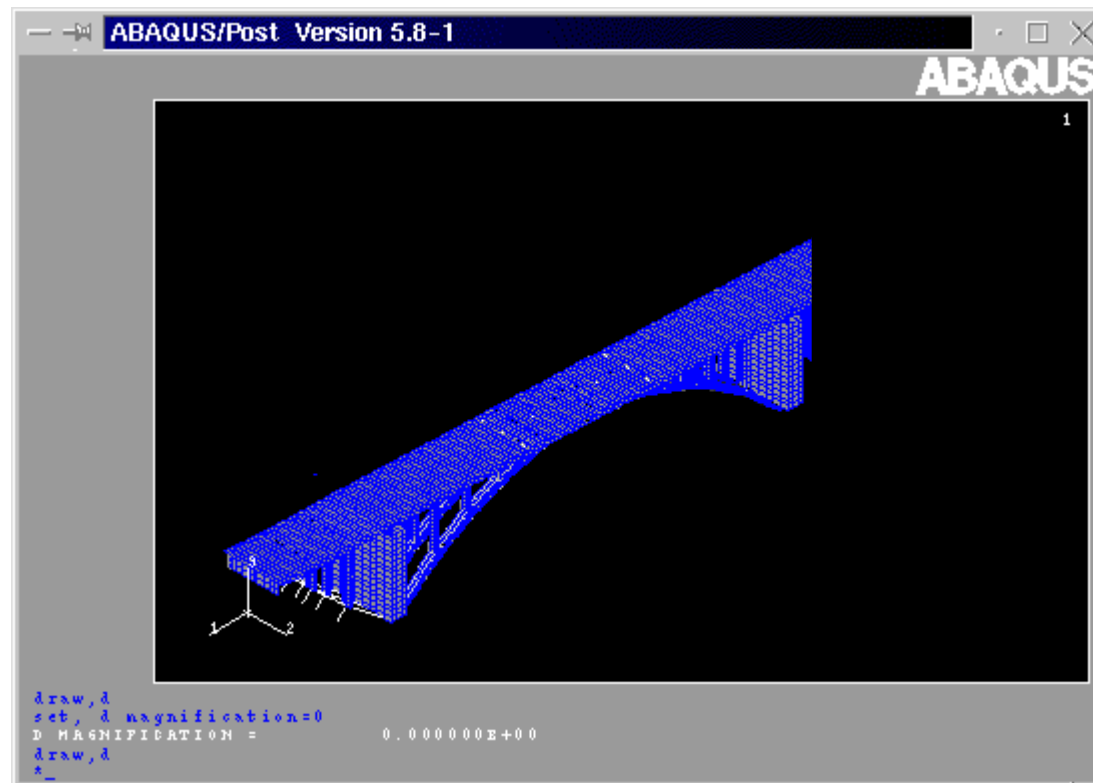 ABAQUS/Post Version 5.8-1
ABAQUS
1
3
1 2
draw,d
set, d magnification=0
D MAGNIFICATION = 0.000000E+00
draw,d
*_